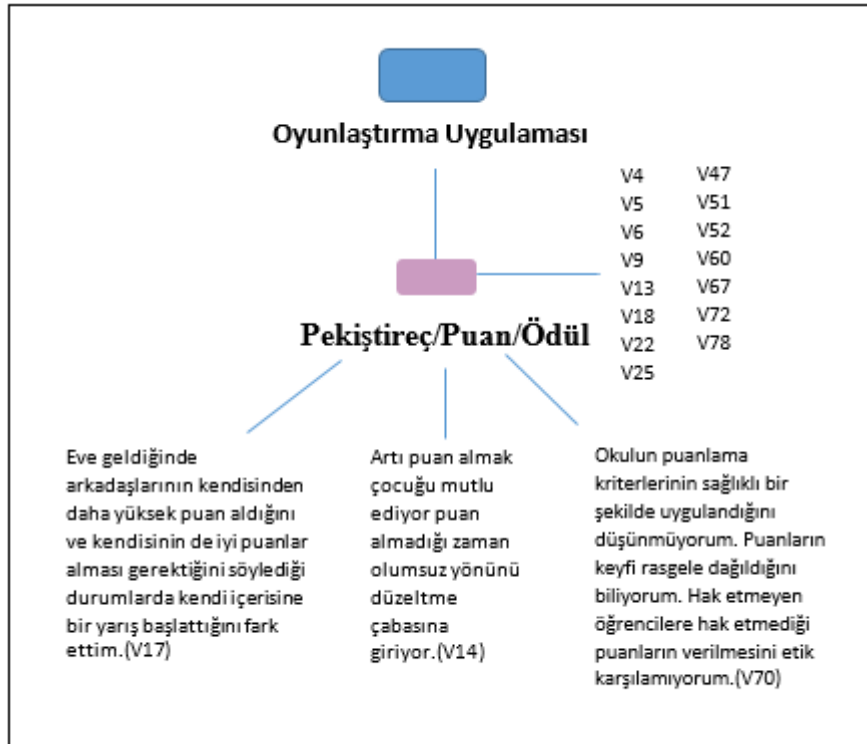 Oyunlaştırma Uygulaması
V4
V5
V6
V9
V13
V18
V22
V25
V47
V51
V52
V60
V67
V72
V78
Pekiştireç/Puan/Ödül
Eve geldiğinde
arkadaşlarının kendisinden
daha yüksek puan aldığını
ve kendisinin de iyi puanlar
alması gerektiğini söylediği
durumlarda kendi içerisine
bir yarış başlattığını fark
ettim.(V17)
Artı puan almak
çocuğu mutlu
ediyor puan
almadığı zaman
olumsuz yönünü
düzeltme
çabasına
giriyor.(V14)
Okulun puanlama
kriterlerinin sağlıklı bir
şekilde uygulandığını
düşünmüyorum. Puanların
keyfi rasgele dağıldığını
biliyorum. Hak etmeyen
öğrencilere hak etmediği
puanların verilmesini etik
karşılamıyorum.(V70)